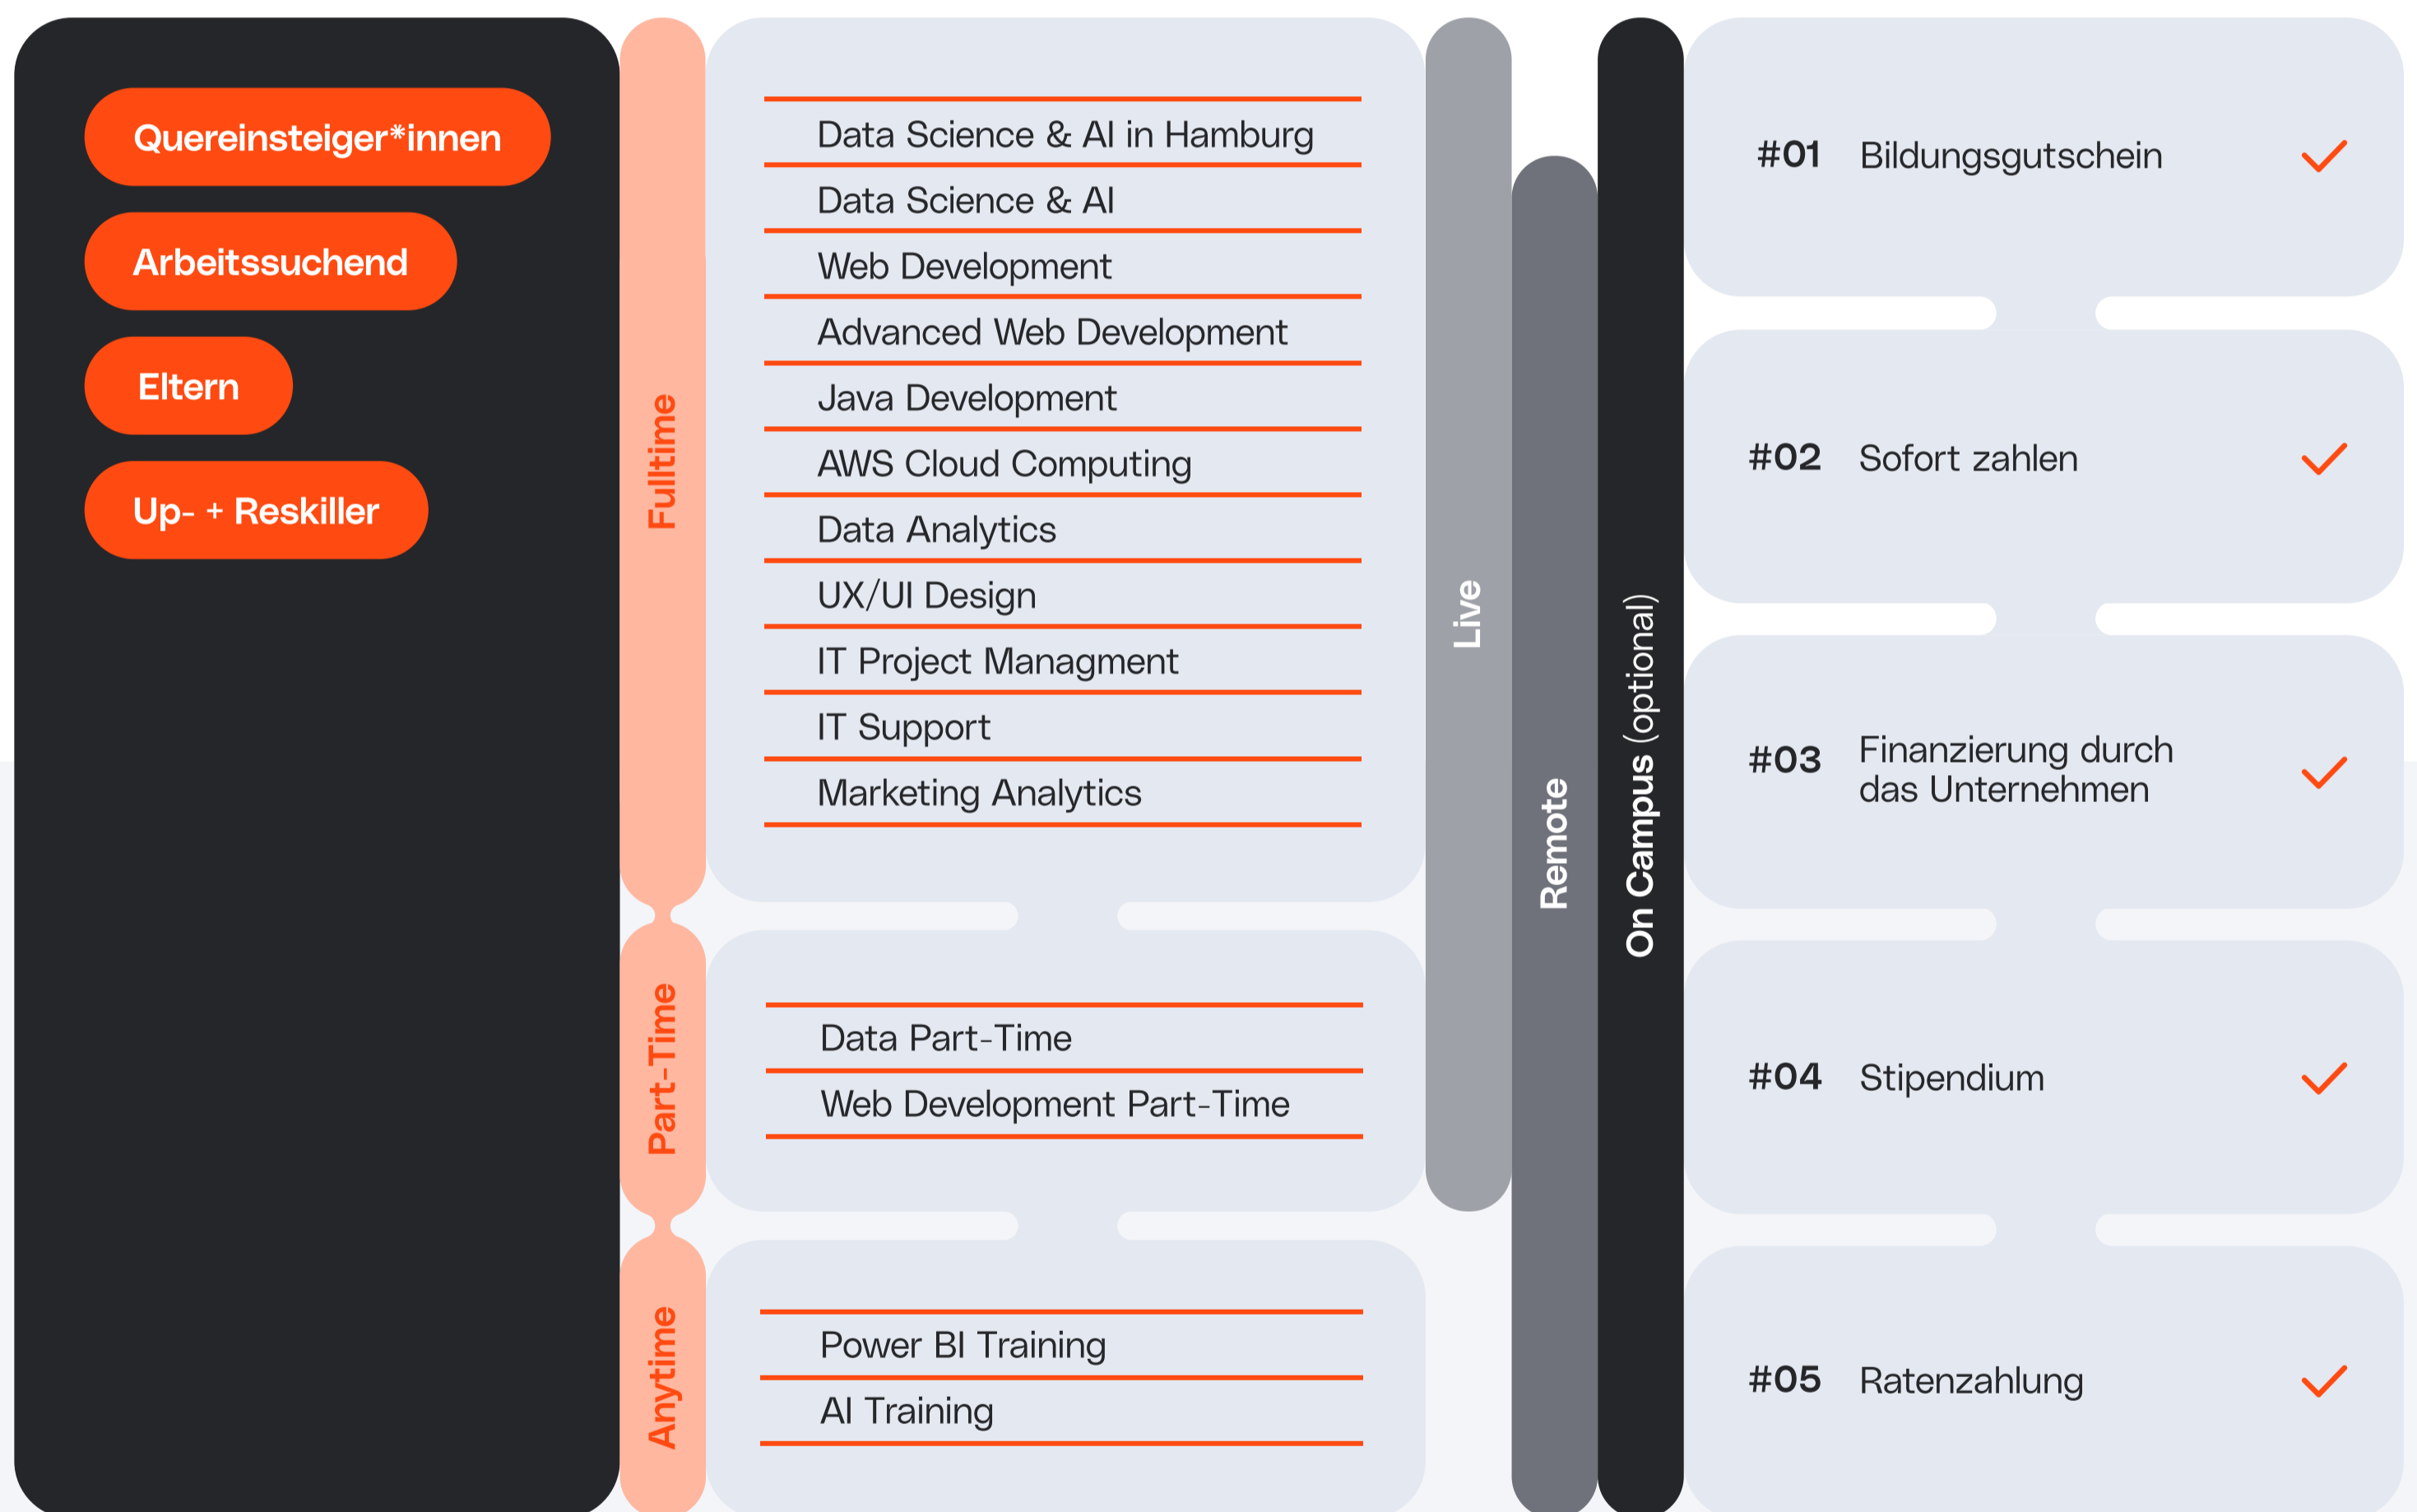 Quereinsteiger*innen
Arbeitssuchend
Eltern
Up- + Reskiller
Fulltime
Data Science & AI in Hamburg
Data Science & AI
Web Development
Advanced Web Development
Java Development
AWS Cloud Computing
Data Analytics
UX/UI Design
IT Project Managment
IT Support
Marketing Analytics
Part-Time
Data Part-Time
Web Development Part-Time
Anytime
Power BI Training
AI Training
Live
Remote
On Campus (optional)
#01 Bildungsgutschein
#02 Sofort zahlen
#03 Finanzierung durch
das Unternehmen
#04 Stipendium
#05 Ratenzahlung